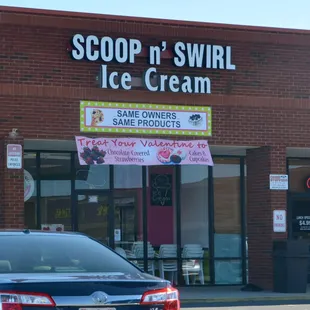 SCOOP n' SWIRL
Ice Cream
SAME OWNERS
SAME PRODUCTS
Treat Your Valentine to
Chocolate-Covered
Strawberries
Cakes &
Cupcakes